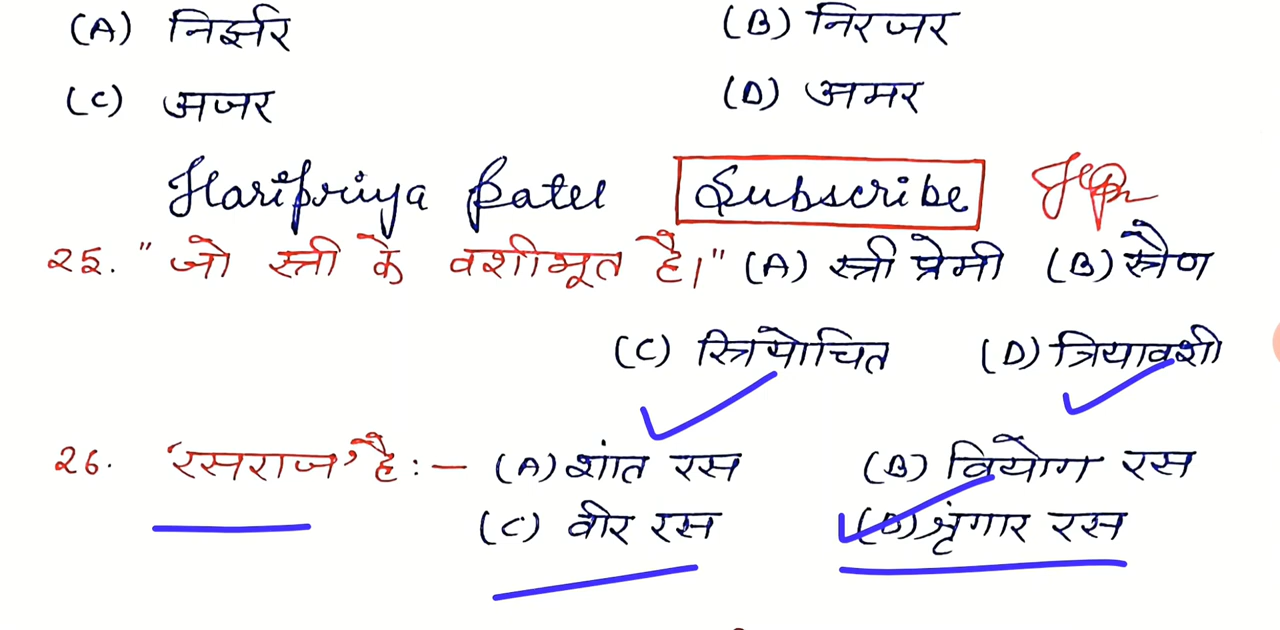 (A) निर्झर (B) निरजर
(C) अजर (D) अमर
Haripriya Patel Subscribe
25. "जो स्त्री के वशीभूत है।" (A) स्त्री प्रेमी (B) स्त्रैण
(C) स्त्रियोचित (D) त्रियावशी
26. 'रसराज' है :- (A) शांत रस (B) वियोग रस
(C) वीर रस (D) श्रृंगार रस